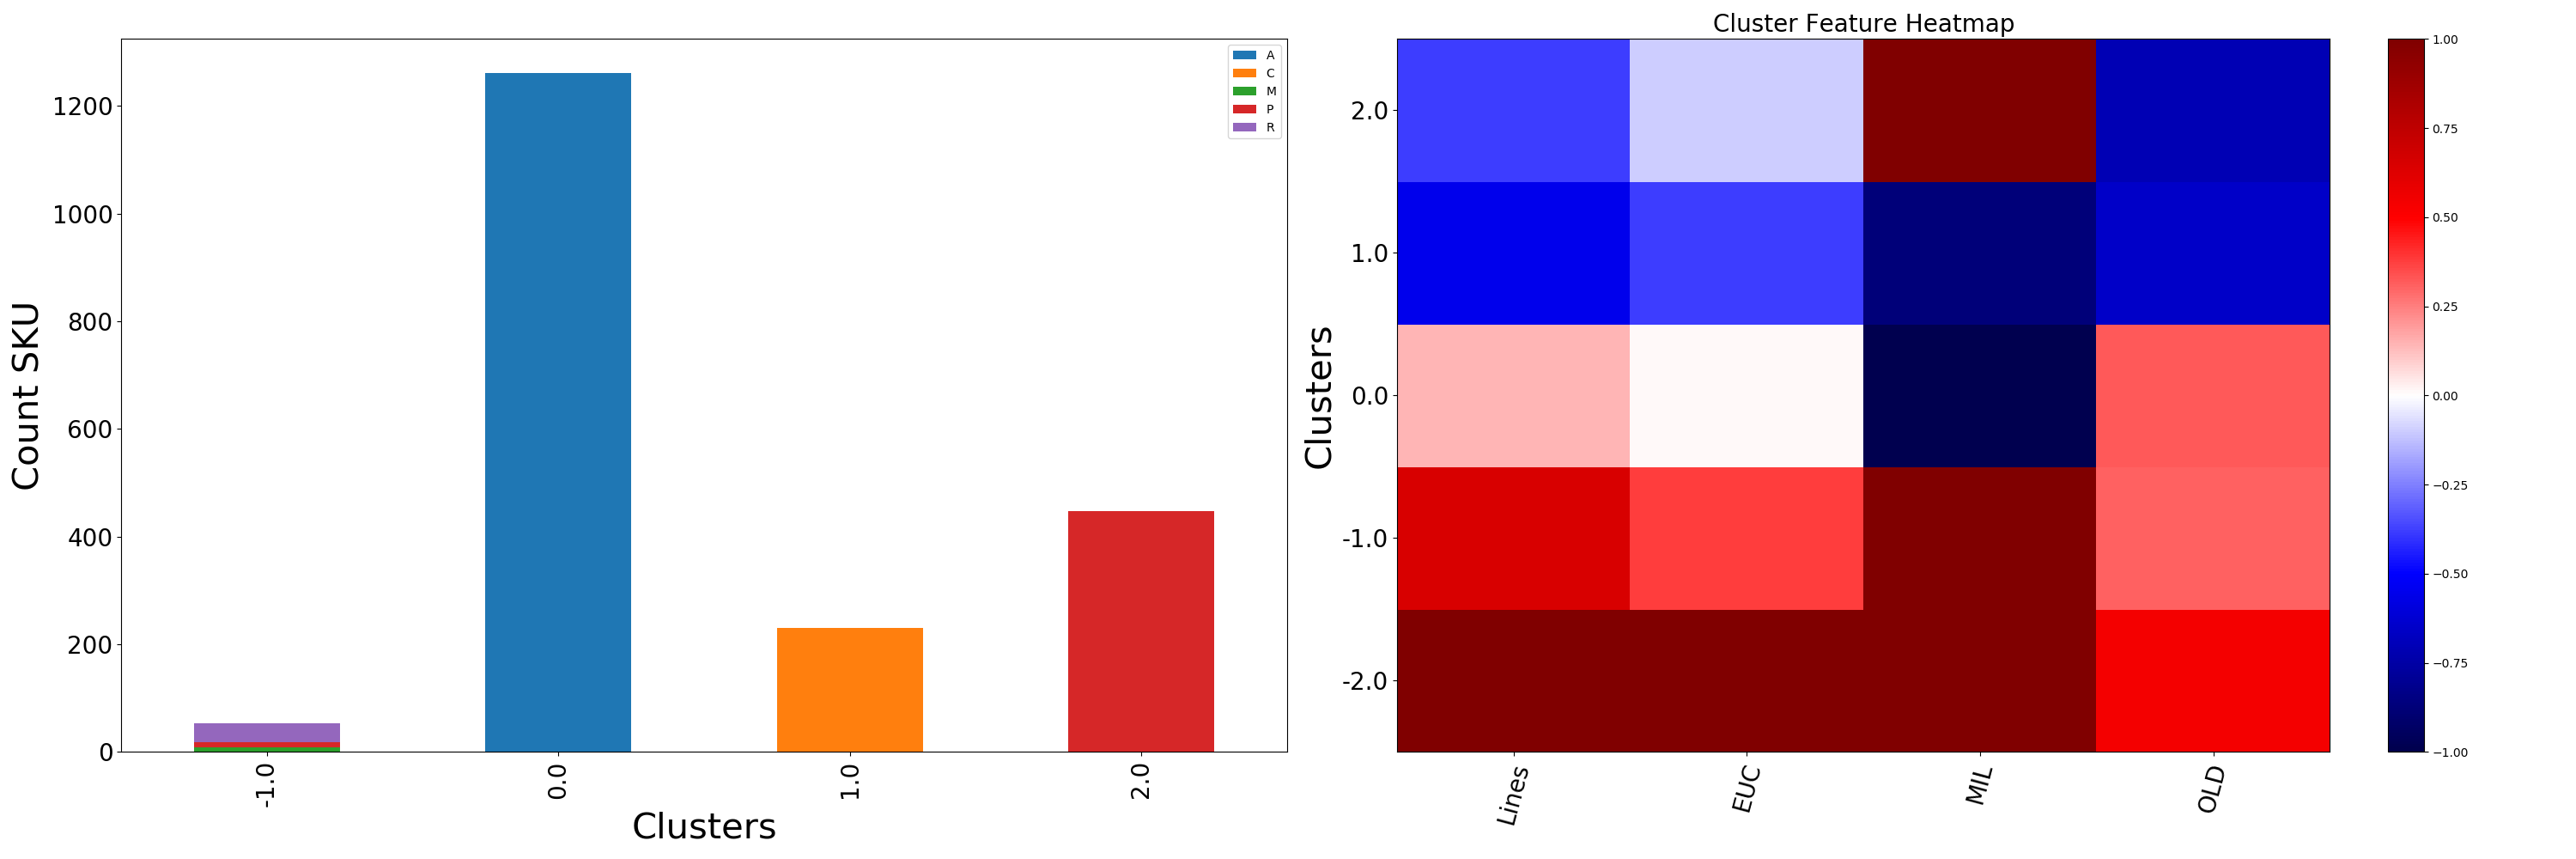 Count SKU
1200
1000
800
600
400
200
0
-1.0
0.0
1.0
2.0
Clusters
A
C
M
P
R
Cluster Feature Heatmap
Clusters
2.0
1.0
0.0
-1.0
-2.0
Lines
EUC
MIL
OLD
1.00
0.75
0.50
0.25
0.00
−0.25
−0.50
−0.75
−1.00